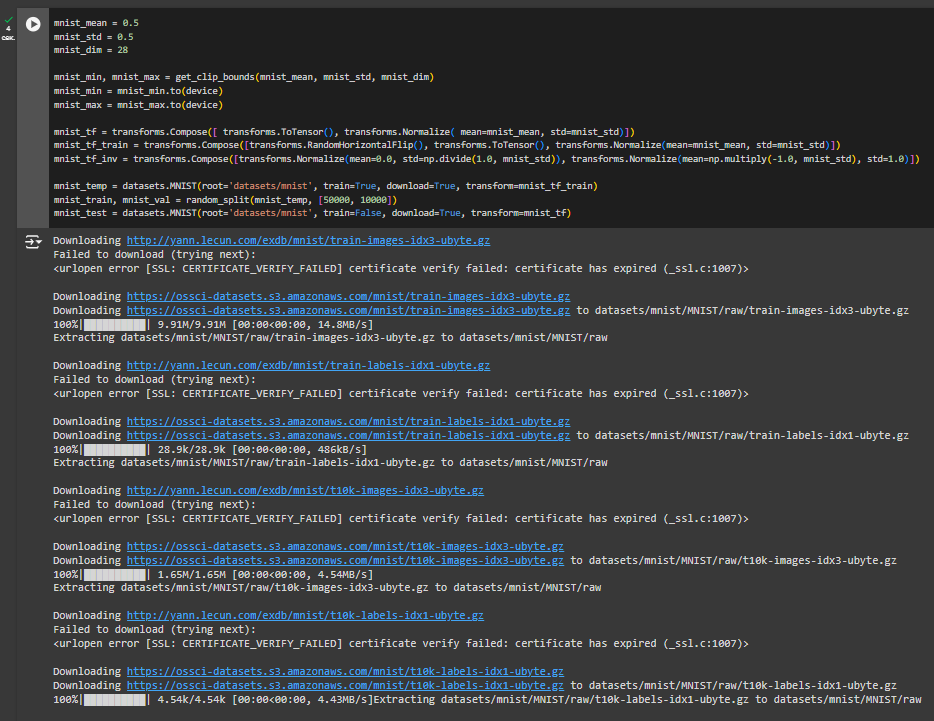 4
сек.
mnist_mean = 0.5
mnist_std = 0.5
mnist_dim = 28
mnist_min, mnist_max = get_clip_bounds(mnist_mean, mnist_std, mnist_dim)
mnist_min = mnist_min.to(device)
mnist_max = mnist_max.to(device)
mnist_tf = transforms.Compose([ transforms.ToTensor(), transforms.Normalize( mean=mnist_mean, std=mnist_std)])
mnist_tf_train = transforms.Compose([transforms.RandomHorizontalFlip(), transforms.ToTensor(), transforms.Normalize(mean=mnist_mean, std=mnist_std)])
mnist_tf_inv = transforms.Compose([transforms.Normalize(mean=0.0, std=np.divide(1.0, mnist_std)), transforms.Normalize(mean=np.multiply(-1.0, mnist_std), std=1.0)])
mnist_temp = datasets.MNIST(root='datasets/mnist', train=True, download=True, transform=mnist_tf_train)
mnist_train, mnist_val = random_split(mnist_temp, [50000, 10000])
mnist_test = datasets.MNIST(root='datasets/mnist', train=False, download=True, transform=mnist_tf)
Downloading http://yann.lecun.com/exdb/mnist/train-images-idx3-ubyte.gz
Failed to download (trying next):
<urlopen error [SSL: CERTIFICATE_VERIFY_FAILED] certificate verify failed: certificate has expired (_ssl.c:1007)>
Downloading https://ossci-datasets.s3.amazonaws.com/mnist/train-images-idx3-ubyte.gz
Downloading https://ossci-datasets.s3.amazonaws.com/mnist/train-images-idx3-ubyte.gz to datasets/mnist/MNIST/raw/train-images-idx3-ubyte.gz
100%|██████████| 9.91M/9.91M [00:00<00:00, 14.8MB/s]
Extracting datasets/mnist/MNIST/raw/train-images-idx3-ubyte.gz to datasets/mnist/MNIST/raw
Downloading http://yann.lecun.com/exdb/mnist/train-labels-idx1-ubyte.gz
Failed to download (trying next):
<urlopen error [SSL: CERTIFICATE_VERIFY_FAILED] certificate verify failed: certificate has expired (_ssl.c:1007)>
Downloading https://ossci-datasets.s3.amazonaws.com/mnist/train-labels-idx1-ubyte.gz
Downloading https://ossci-datasets.s3.amazonaws.com/mnist/train-labels-idx1-ubyte.gz to datasets/mnist/MNIST/raw/train-labels-idx1-ubyte.gz
100%|██████████| 28.9k/28.9k [00:00<00:00, 486kB/s]
Extracting datasets/mnist/MNIST/raw/train-labels-idx1-ubyte.gz to datasets/mnist/MNIST/raw
Downloading http://yann.lecun.com/exdb/mnist/t10k-images-idx3-ubyte.gz
Failed to download (trying next):
<urlopen error [SSL: CERTIFICATE_VERIFY_FAILED] certificate verify failed: certificate has expired (_ssl.c:1007)>
Downloading https://ossci-datasets.s3.amazonaws.com/mnist/t10k-images-idx3-ubyte.gz
Downloading https://ossci-datasets.s3.amazonaws.com/mnist/t10k-images-idx3-ubyte.gz to datasets/mnist/MNIST/raw/t10k-images-idx3-ubyte.gz
100%|██████████| 1.65M/1.65M [00:00<00:00, 4.54MB/s]
Extracting datasets/mnist/MNIST/raw/t10k-images-idx3-ubyte.gz to datasets/mnist/MNIST/raw
Downloading http://yann.lecun.com/exdb/mnist/t10k-labels-idx1-ubyte.gz
Failed to download (trying next):
<urlopen error [SSL: CERTIFICATE_VERIFY_FAILED] certificate verify failed: certificate has expired (_ssl.c:1007)>
Downloading https://ossci-datasets.s3.amazonaws.com/mnist/t10k-labels-idx1-ubyte.gz
Downloading https://ossci-datasets.s3.amazonaws.com/mnist/t10k-labels-idx1-ubyte.gz to datasets/mnist/MNIST/raw/t10k-labels-idx1-ubyte.gz
100%|██████████| 4.54k/4.54k [00:00<00:00, 4.43MB/s]Extracting datasets/mnist/MNIST/raw/t10k-labels-idx1-ubyte.gz to datasets/mnist/MNIST/raw